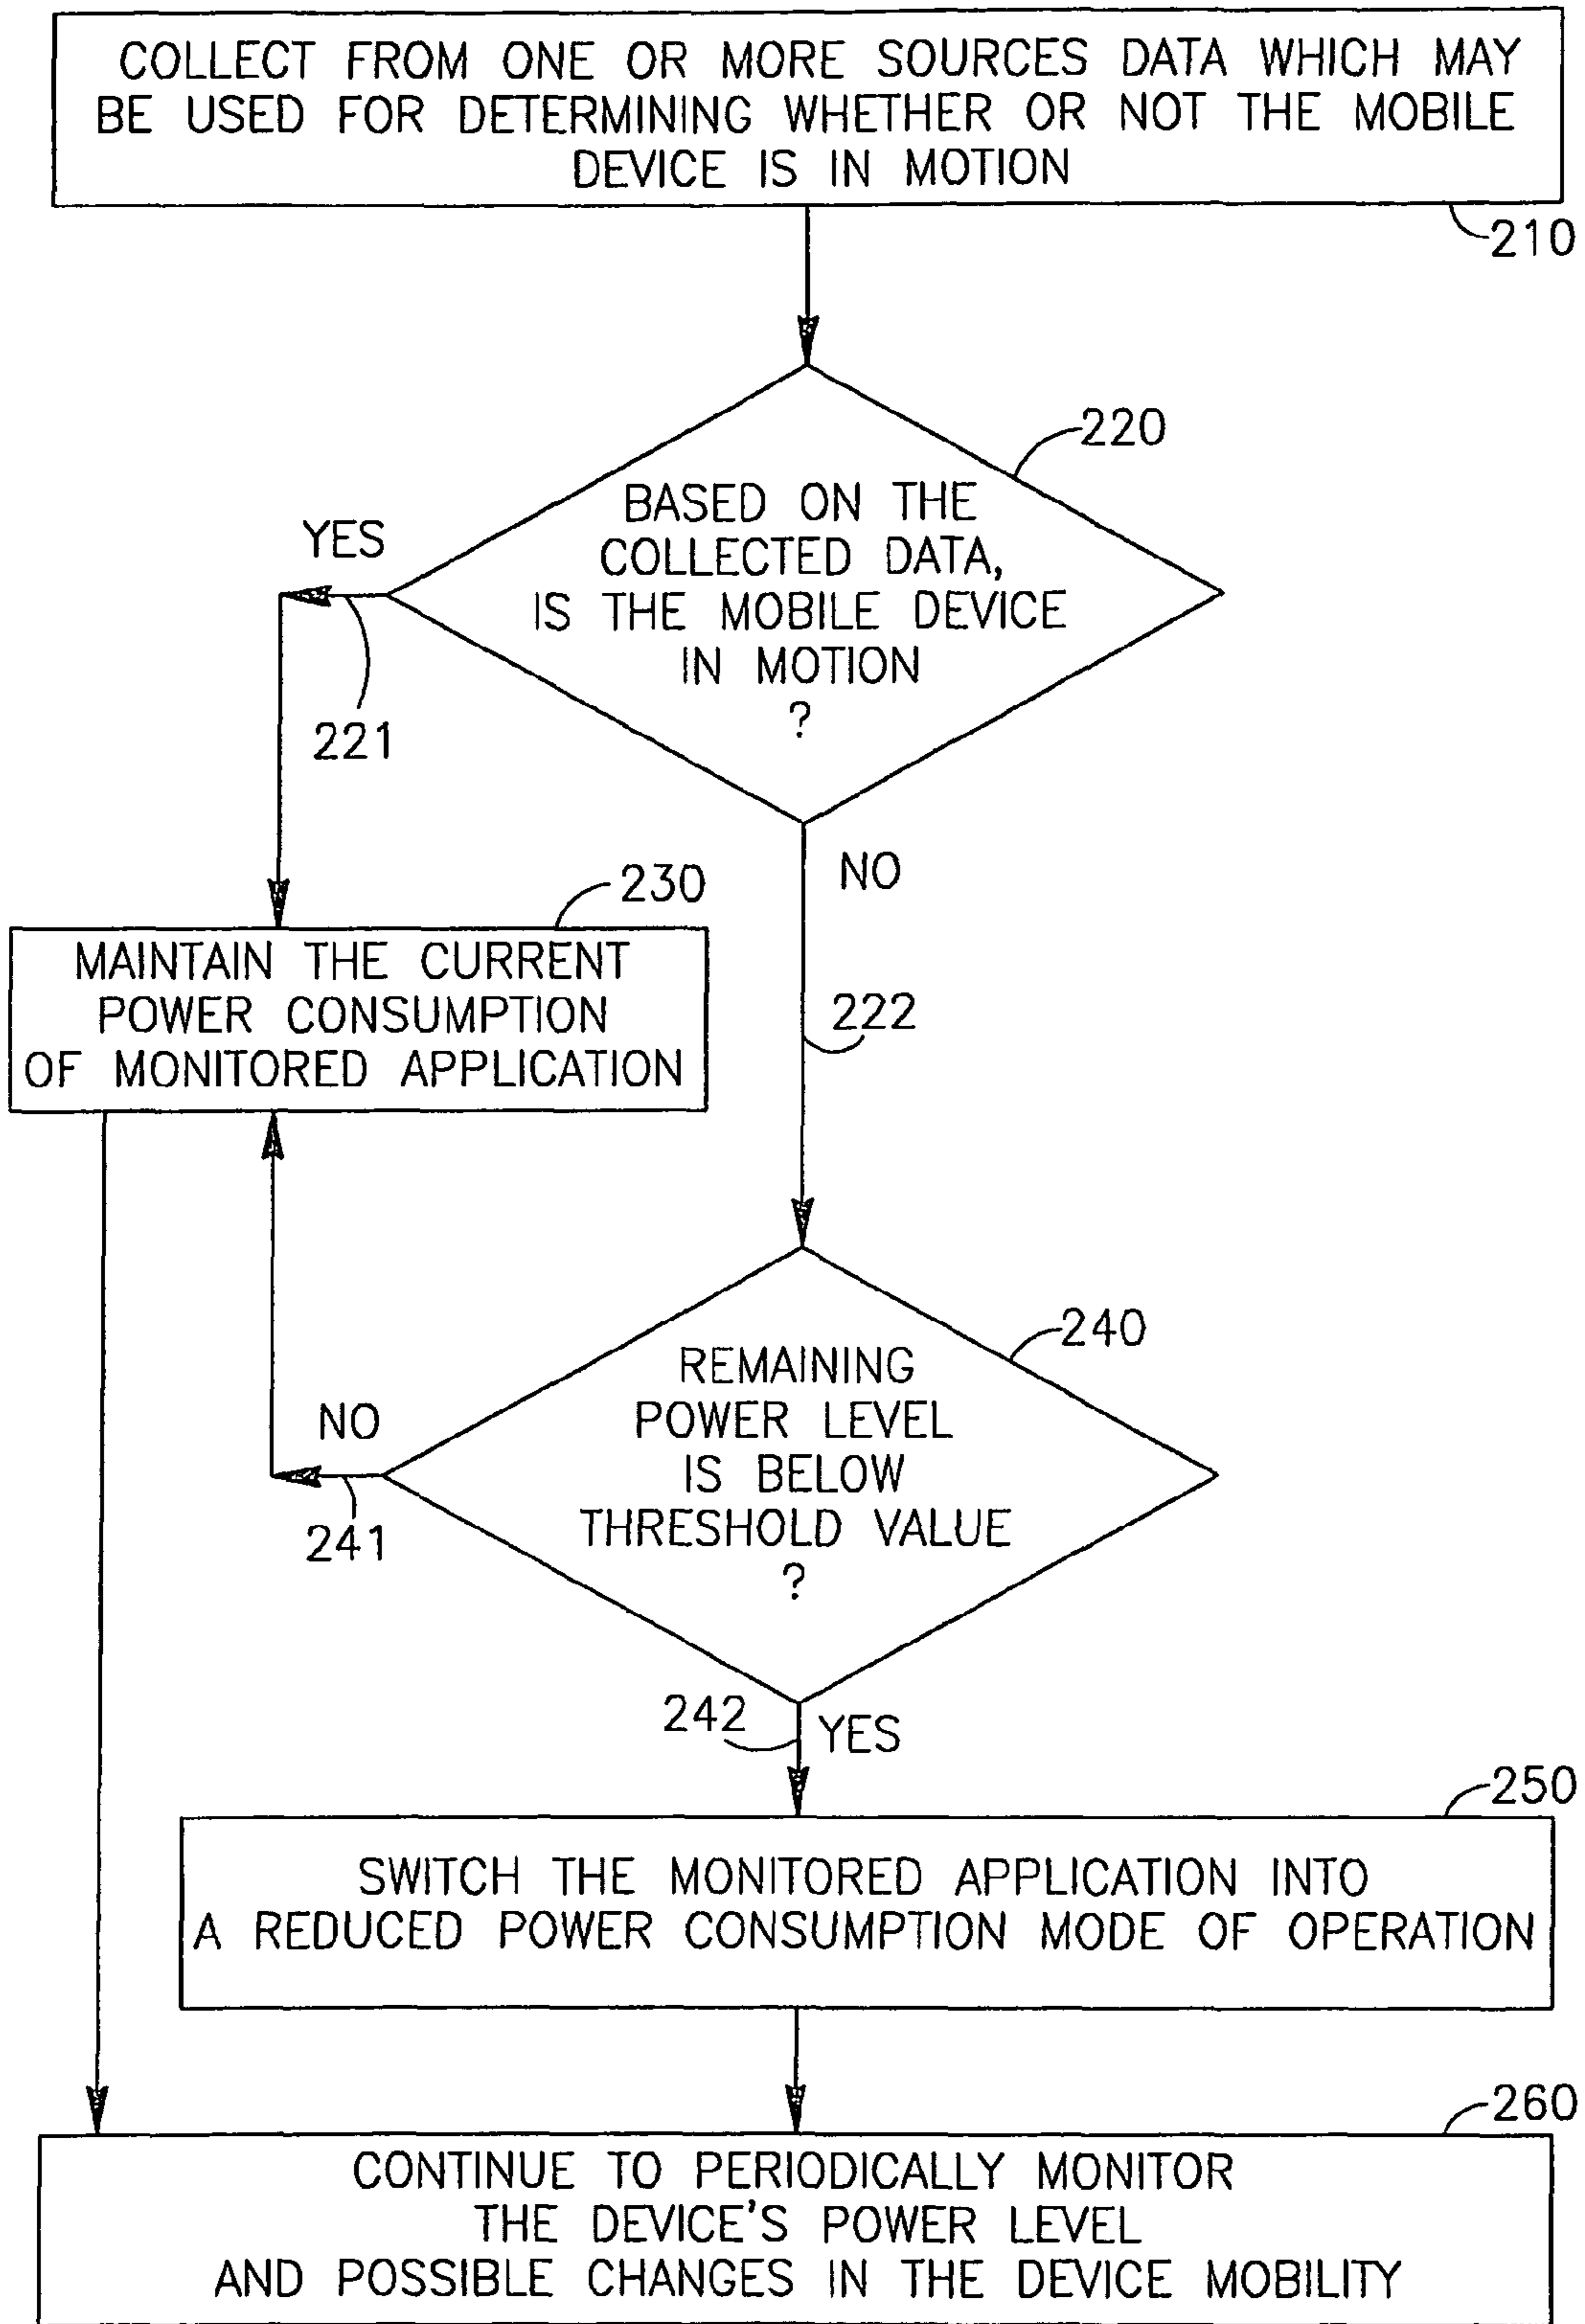 COLLECT FROM ONE OR MORE SOURCES DATA WHICH MAY
BE USED FOR DETERMINING WHETHER OR NOT THE MOBILE
DEVICE IS IN MOTION
210
220
BASED ON THE
COLLECTED DATA,
IS THE MOBILE DEVICE
IN MOTION
?
YES
221
NO
230
MAINTAIN THE CURRENT
POWER CONSUMPTION
OF MONITORED APPLICATION
222
240
REMAINING
POWER LEVEL
IS BELOW
THRESHOLD VALUE
?
NO
241
242
YES
250
SWITCH THE MONITORED APPLICATION INTO
A REDUCED POWER CONSUMPTION MODE OF OPERATION
260
CONTINUE TO PERIODICALLY MONITOR
THE DEVICE'S POWER LEVEL
AND POSSIBLE CHANGES IN THE DEVICE MOBILITY